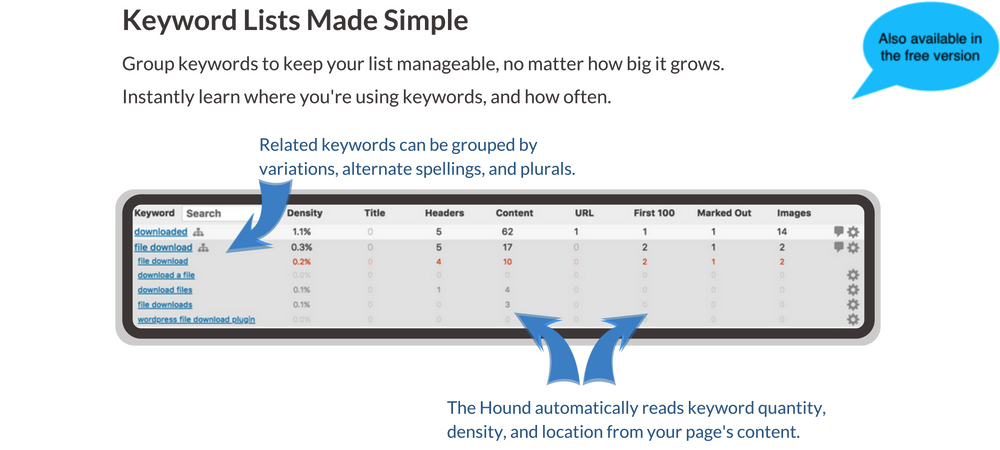 Keyword Lists Made Simple
Also available in
the free version
Group keywords to keep your list manageable, no matter how big it grows.
Instantly learn where you're using keywords, and how often.
Related keywords can be grouped by
variations, alternate spellings, and plurals.
Keyword Search Density Title Headers Content URL First 100 Marked Out Images
downloaded 1.1% 0 5 62 1 1 1 14
file download 0.3% 0 5 17 0 2 1 2
file download 0.2% 0 4 10 0 2 1 2
download a file 0.0% 0 0 0 0 0 0 0
download files 0.1% 0 1 4 0 0 0 0
file downloads 0.1% 0 0 3 0 0 0 0
wordpress file download plugin 0.0% 0 0 0 0 0 0 0
The Hound automatically reads keyword quantity,
density, and location from your page's content.